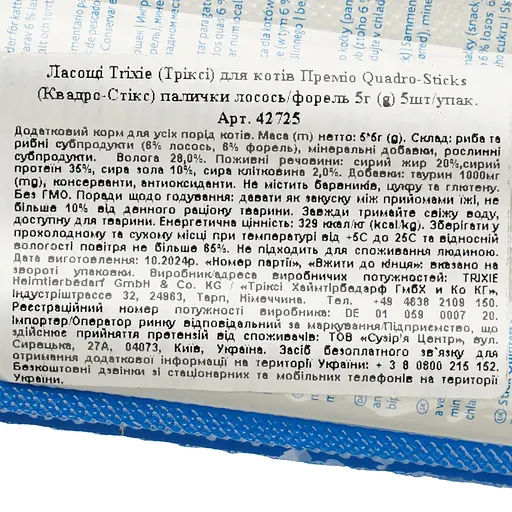 Ласощі Trixie (Тріксі) для котів Преміо Quadro-Sticks
(Квадро-Стікс) палички лосось/форель 5г (g) 5шт/упак.
Арт. 42725
Додатковий корм для усіх порід котів. Маса (m) нетто: 5*5г (g). Склад: риба та
рибні субпродукти (6% лосось, 6% форель), мінеральні добавки, рослинні
субпродукти. Волога 28,0%. Поживні речовини: сирий жир 20%,сирий
протеїн 35%, сира зола 10%, сира клітковина 2,0%. Добавки: таурин 1000мг
(mg), консерванти, антиоксиданти. Не містить барвників, цукру та глютену.
Без ГМО. Поради щодо годування: давати як закуску між прийомами їжі, не
більше 10% від денного раціону тварини. Завжди тримайте свіжу воду,
доступну для тварини. Енергетична цінність: 329 ккал/кг (kcal/kg). Зберігати у
прохолодному та сухому місці при температурі від +5С до 25С та відносній
вологості повітря не більше 65%. Не підходить для споживання людиною.
Дата виготовлення: 10.2024р. «Номер партії», «Вжити до кінця» вказано на
звороті упаковки. Виробник/адреса виробничих потужностей: TRIXIE
Heimtierbedarf GmbH & Co. KG / «Тріксі Хаймтірбедарф ГмбХ и Ко КГ»,
Індустріштрассе 32, 24963, Тарп, Німеччина. Тел. +49 4638 2109 150.
Реєстраційний номер потужності виробника: DE 01 059 0007 20.
Імпортер/Оператор ринку відповідальний за маркування/Підприємство, що
здійснює прийняття претензій від споживачів: ТОВ «Сузір'я Центр», вул.
Сирецька, 27А, 04073, Київ, Україна. Засіб безоплатного зв`язку для
отримання додаткової інформації на території України: + 3 8 0800 215 152.
Безкоштовні дзвінки зі стаціонарних та мобільних телефонів на території
України.